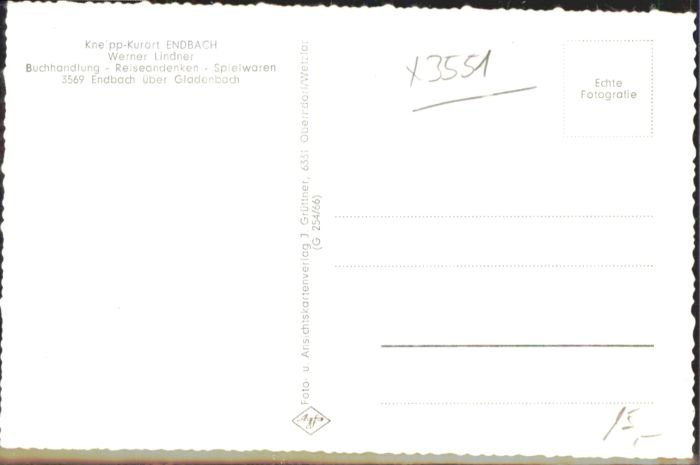 Kneipp-Kurort ENDBACH
Werner Lindner
Buchhandlung - Reiseandenken - Spielwaren
3569 Endbach über Gladenbach
Foto- u. Ansichtskartenverlag J. Grüttner, 6331 Oberndorf/Wetzlar
(G 254/66)
Agfa
x3551
Echte
Fotografie